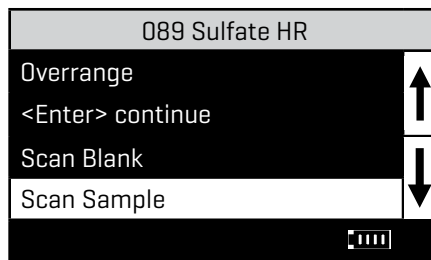 089 Sulfate HR
Overrange
<Enter> continue
Scan Blank
Scan Sample